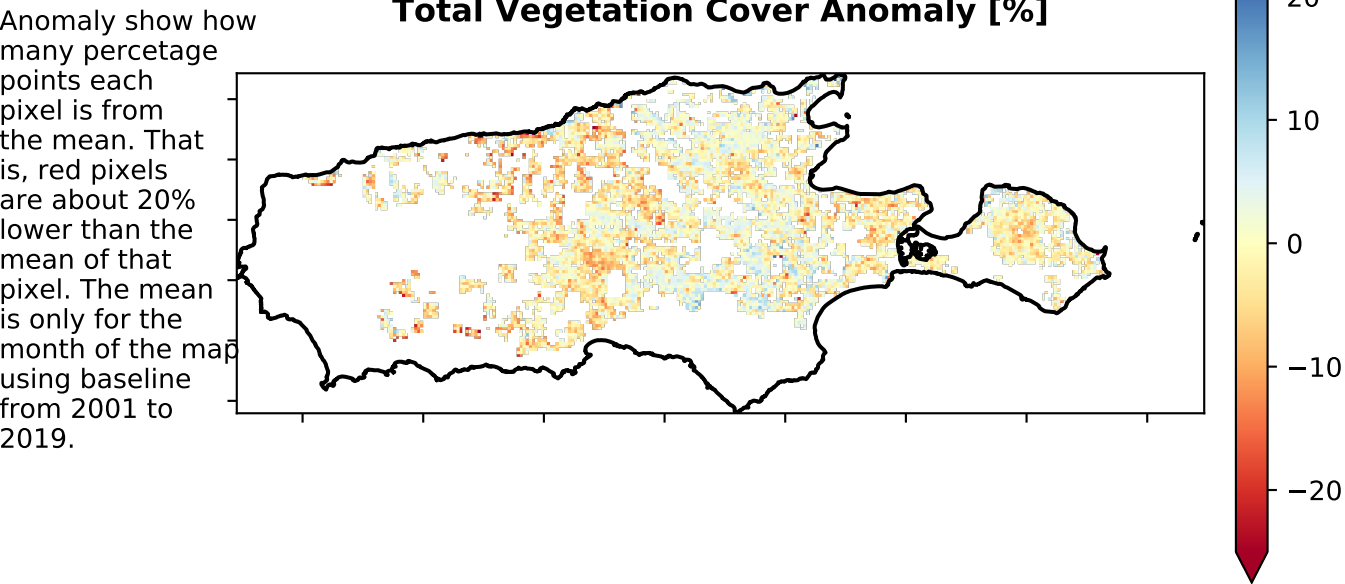 Total Vegetation Cover Anomaly [%]
Anomaly show how
many percetage
points each
pixel is from
the mean. That
is, red pixels
are about 20%
lower than the
mean of that
pixel. The mean
is only for the
month of the map
using baseline
from 2001 to
2019.
20
10
0
−10
−20